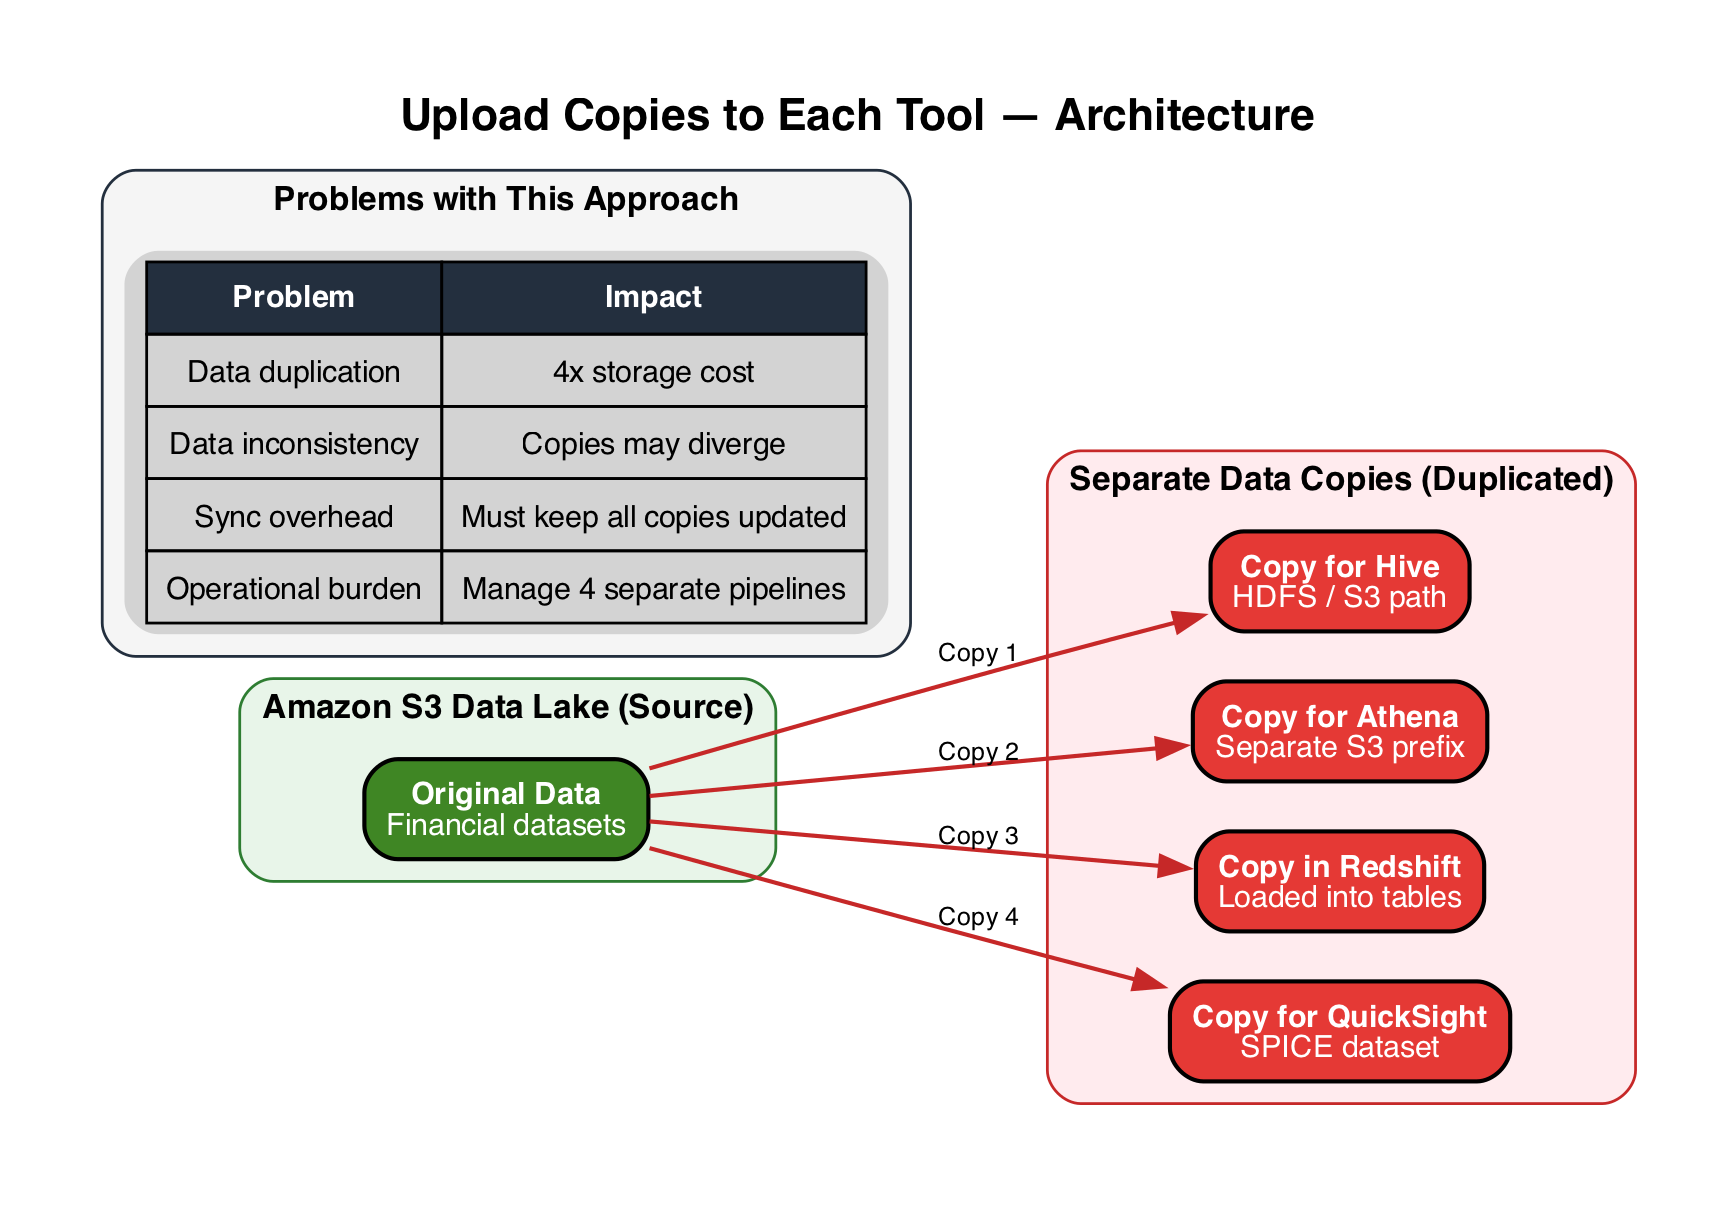 Upload Copies to Each Tool — Architecture
Problems with This Approach
Problem Impact
Data duplication 4x storage cost
Data inconsistency Copies may diverge
Sync overhead Must keep all copies updated
Operational burden Manage 4 separate pipelines
Amazon S3 Data Lake (Source)
Original Data
Financial datasets
Copy 1
Copy 2
Copy 3
Copy 4
Separate Data Copies (Duplicated)
Copy for Hive
HDFS / S3 path
Copy for Athena
Separate S3 prefix
Copy in Redshift
Loaded into tables
Copy for QuickSight
SPICE dataset